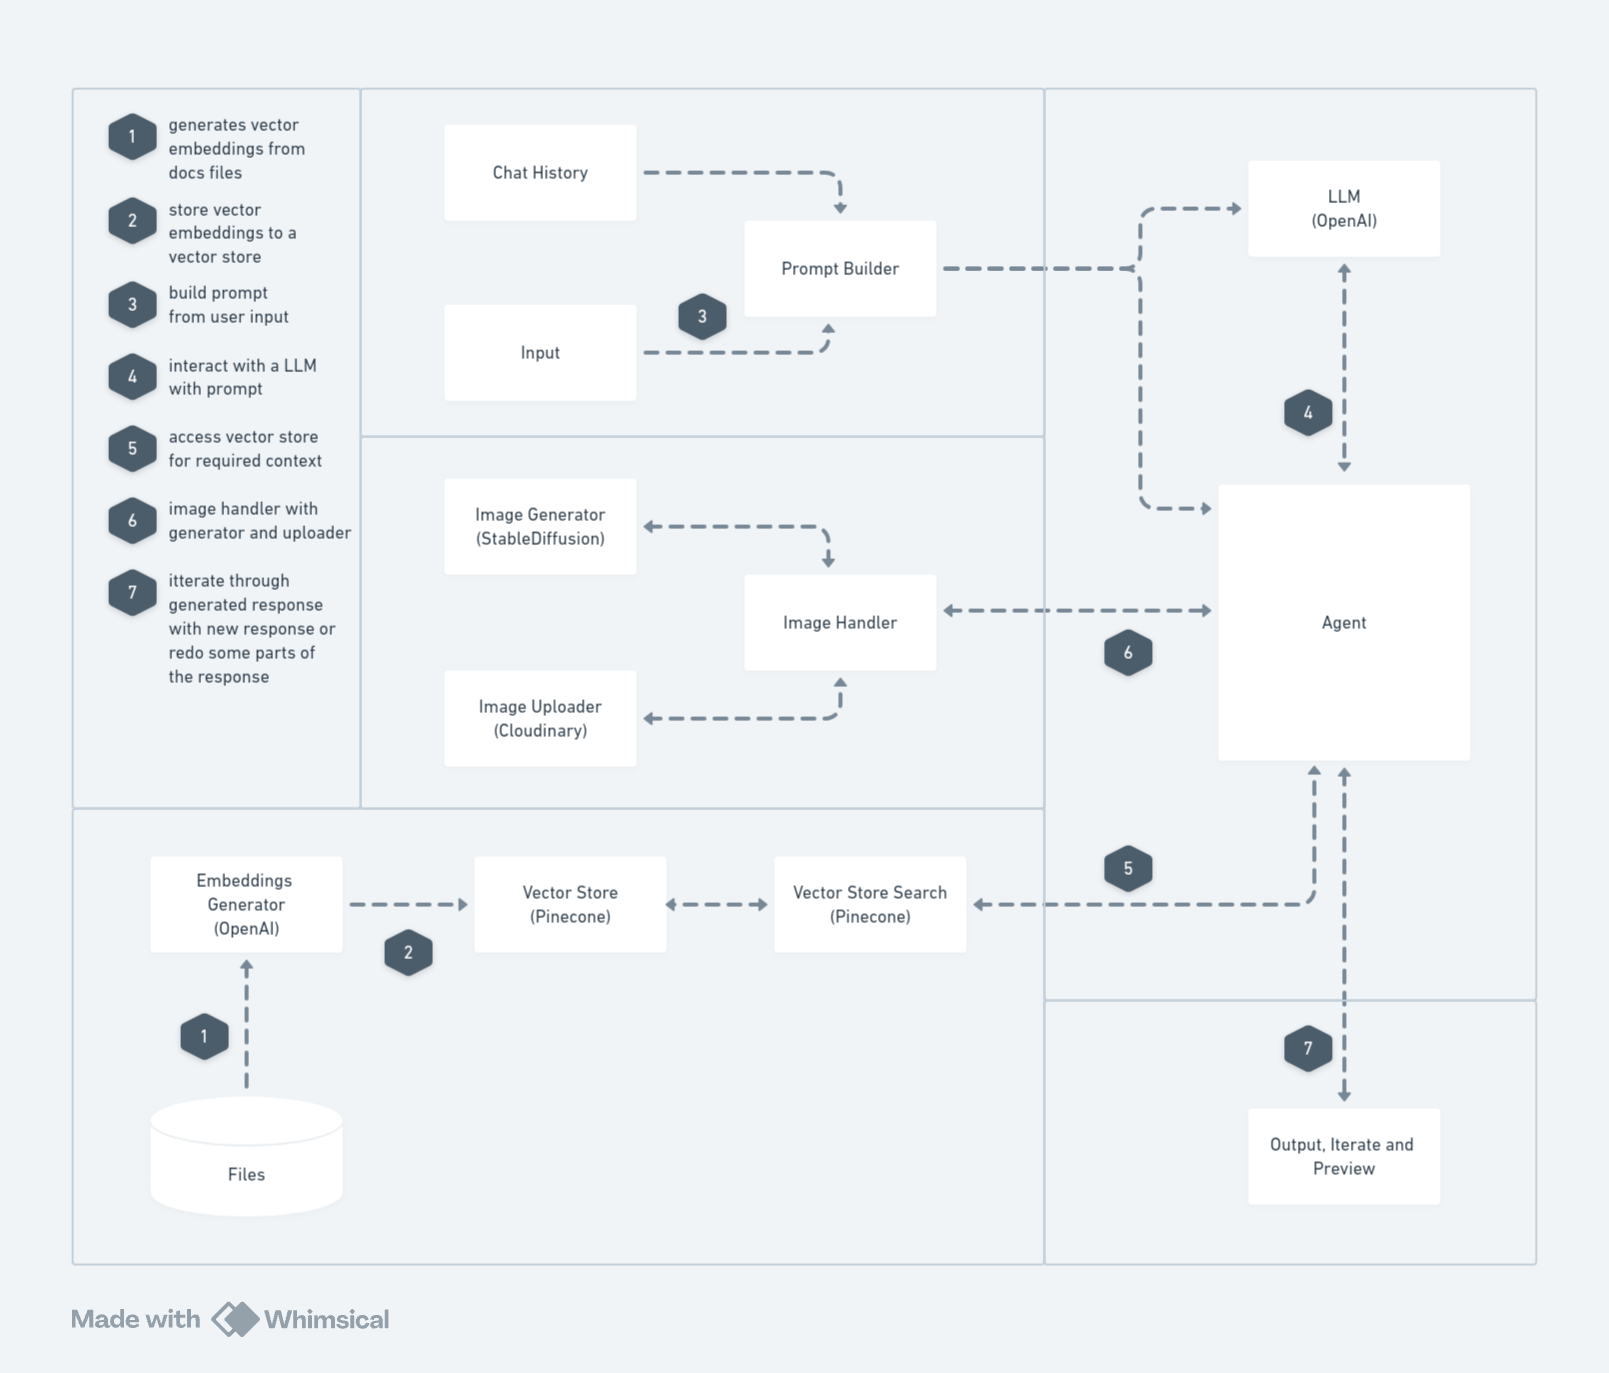 1
generates vector
embeddings from
docs files
2
store vector
embeddings to a
vector store
3
build prompt
from user input
4
interact with a LLM
with prompt
5
access vector store
for required context
6
image handler with
generator and uploader
7
itterate through
generated response
with new response or
redo some parts of
the response
Chat History
Prompt Builder
3
Input
LLM
(OpenAI)
4
Image Generator
(StableDiffusion)
Image Handler
Image Uploader
(Cloudinary)
6
Agent
Embeddings
Generator
(OpenAI)
2
Vector Store
(Pinecone)
Vector Store Search
(Pinecone)
5
1
Files
7
Output, Iterate and
Preview
Made with Whimsical